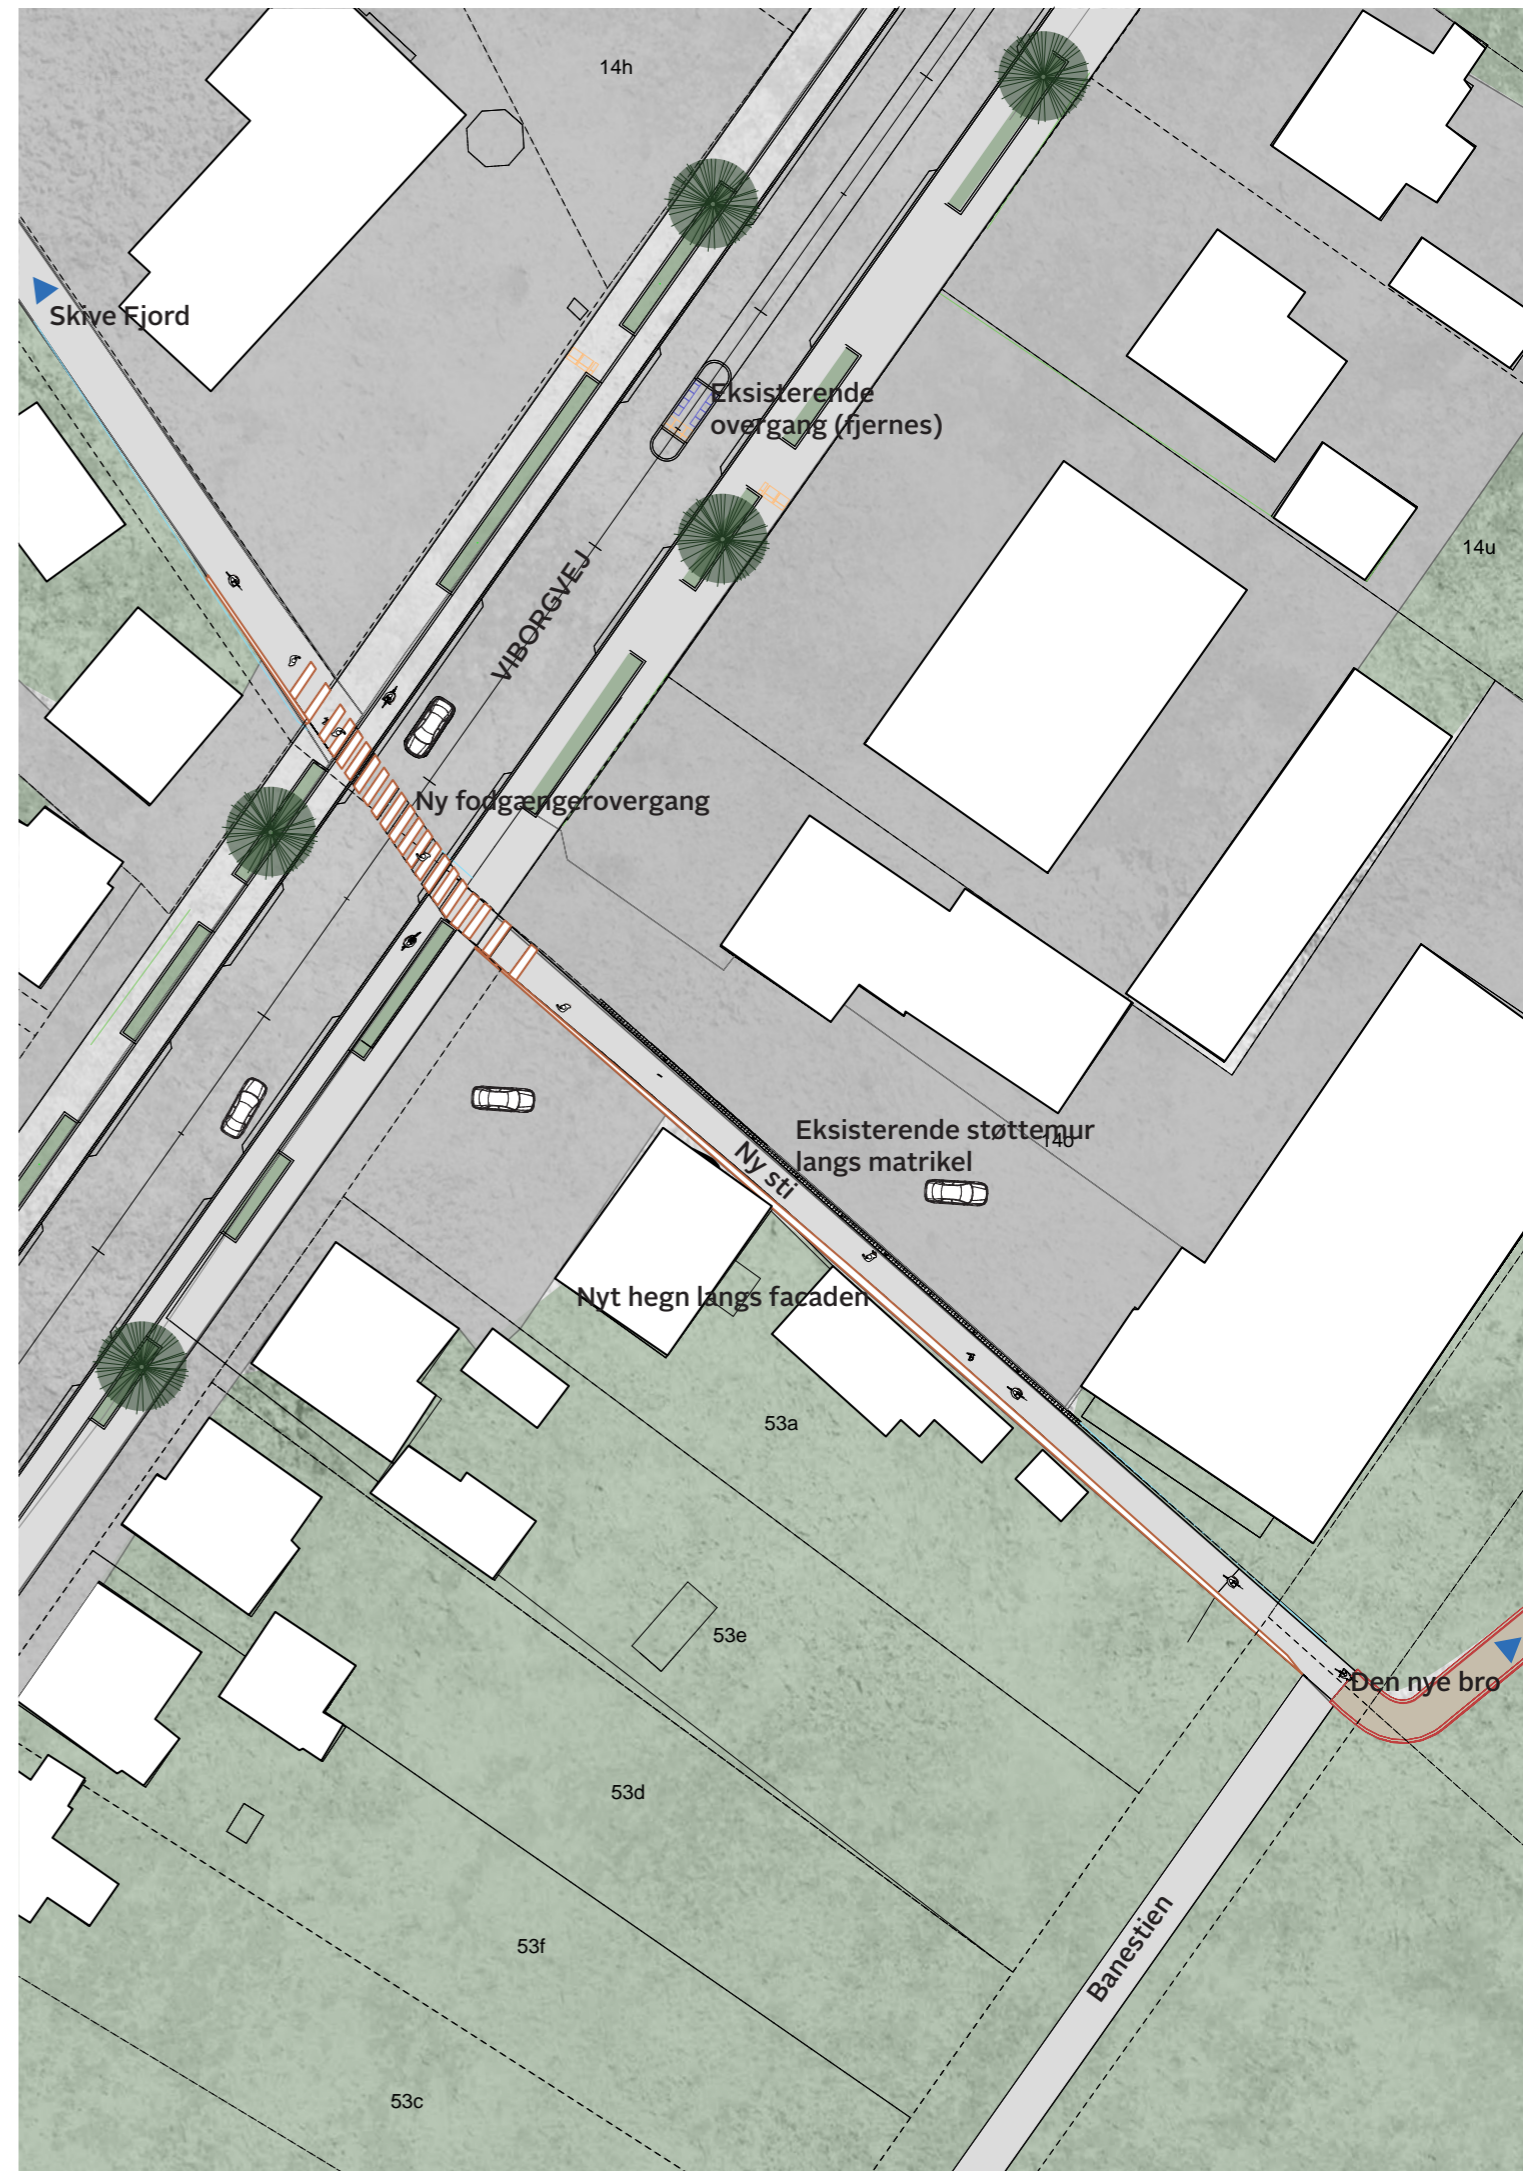 14h
Skive Fjord
Eksisterende
overgang (fjernes)
14u
VIBORGVEJ
Ny fodgængerovergang
Eksisterende støttemur
langs matrikel
14o
Ny sti
Nyt hegn langs facaden
53a
53e
Den nye bro
53d
Banestien
53f
53c